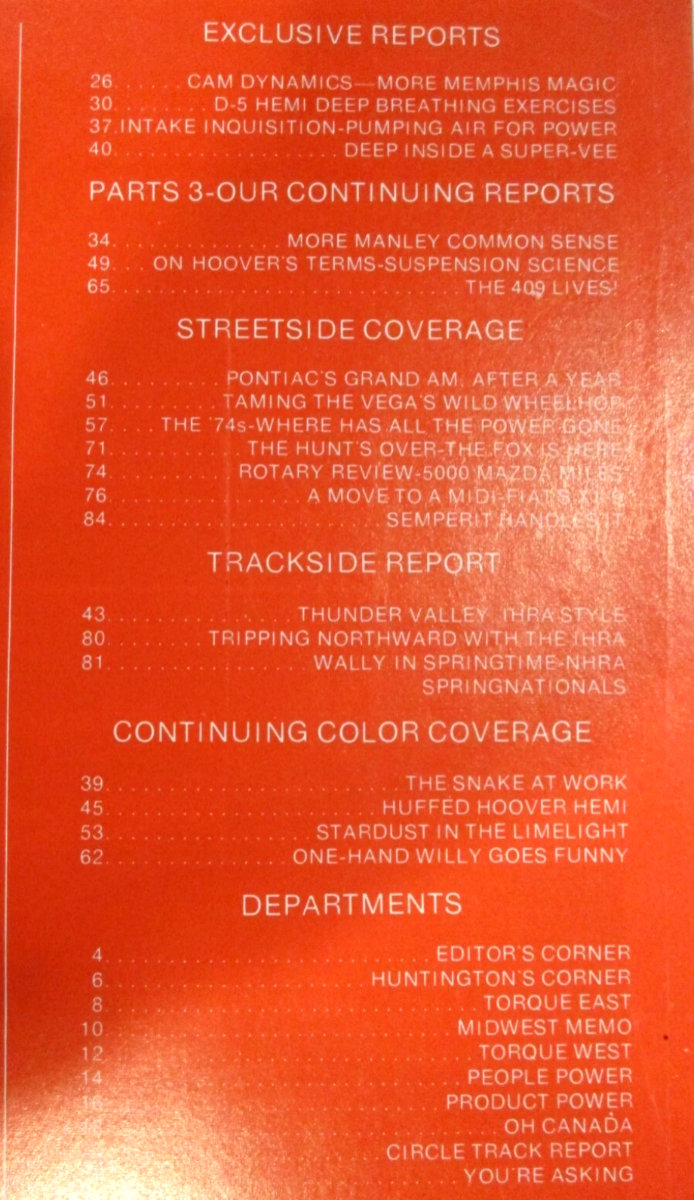 EXCLUSIVE REPORTS
26......CAM DYNAMICS—MORE MEMPHIS MAGIC
30........D-5 HEMI DEEP BREATHING EXERCISES
37.INTAKE INQUISITION-PUMPING AIR FOR POWER
40...................DEEP INSIDE A SUPER-VEE
PARTS 3-OUR CONTINUING REPORTS
34..............MORE MANLEY COMMON SENSE
49...ON HOOVER'S TERMS-SUSPENSION SCIENCE
65.............................THE 409 LIVES!
STREETSIDE COVERAGE
46.........PONTIAC'S GRAND AM, AFTER A YEAR
51.........TAMING THE VEGA'S WILD WHEELHOP
57....THE '74s-WHERE HAS ALL THE POWER GONE
71...........THE HUNT'S OVER-THE FOX IS HERE
74..........ROTARY REVIEW-5000 MAZDA MILES
76................A MOVE TO A MIDI-FIAT'S X1/9
84.......................SEMPERIT HANDLES IT
TRACKSIDE REPORT
43...............THUNDER VALLEY, IHRA STYLE
80........TRIPPING NORTHWARD WITH THE IHRA
81................WALLY IN SPRINGTIME-NHRA
SPRINGNATIONALS
CONTINUING COLOR COVERAGE
39........................THE SNAKE AT WORK
45......................HUFFED HOOVER HEMI
53................STARDUST IN THE LIMELIGHT
62..............ONE-HAND WILLY GOES FUNNY
DEPARTMENTS
4..........................EDITOR'S CORNER
6.....................HUNTINGTON'S CORNER
8..............................TORQUE EAST
10...........................MIDWEST MEMO
12.............................TORQUE WEST
14............................PEOPLE POWER
16..........................PRODUCT POWER
OH CANADA
CIRCLE TRACK REPORT
YOU'RE ASKING